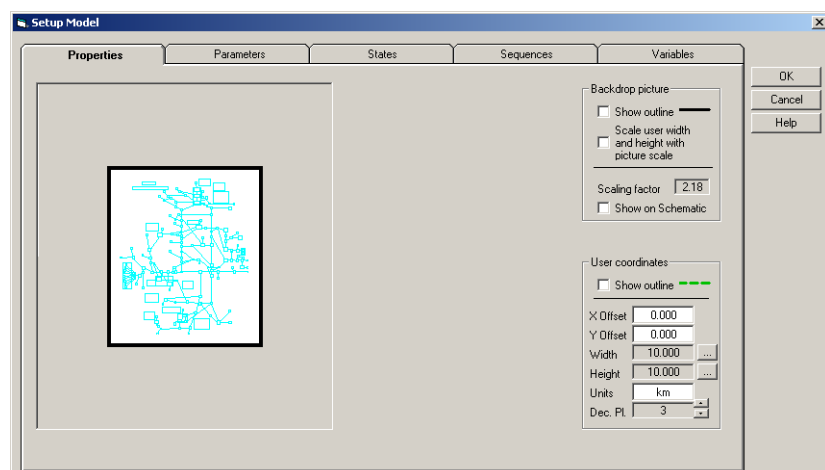 Setup Model
Properties
Parameters
States
Sequences
Variables
OK
Cancel
Help
Backdrop picture
Show outline
Scale user width
and height with
picture scale
Scaling factor 2.18
Show on Schematic
User coordinates
Show outline
X Offset 0.000
Y Offset 0.000
Width 10.000 ...
Height 10.000 ...
Units km
Dec. Pl. 3